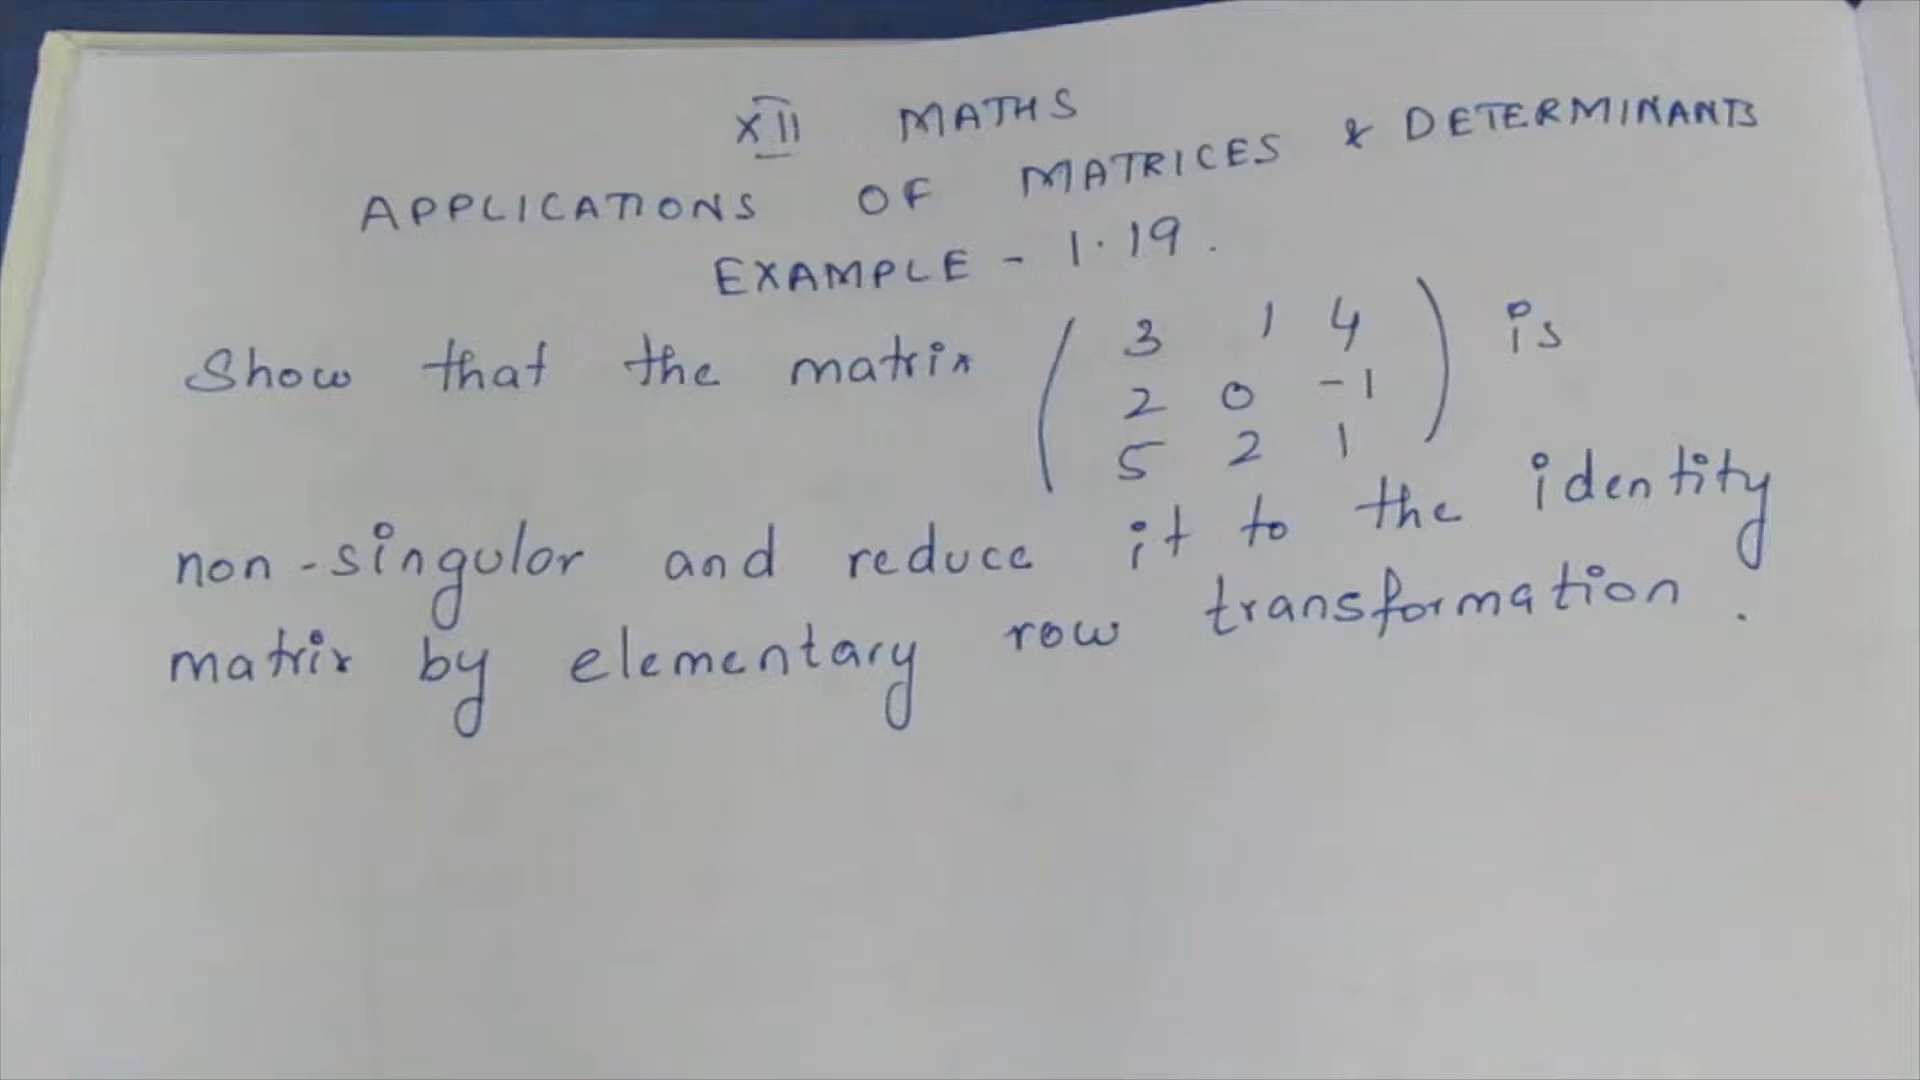 XII MATHS
APPLICATIONS OF MATRICES & DETERMINANTS
EXAMPLE - 1.19.
Show that the matrix ( 3 1 4
2 0 -1
5 2 1 ) is
non-singular and reduce it to the identity
matrix by elementary row transformation.